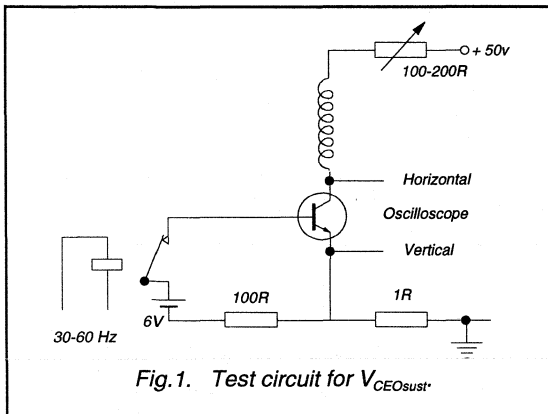 + 50v
100-200R
Horizontal
Oscilloscope
Vertical
100R
1R
6V
30-60 Hz
Fig.1. Test circuit for VCEOsust.